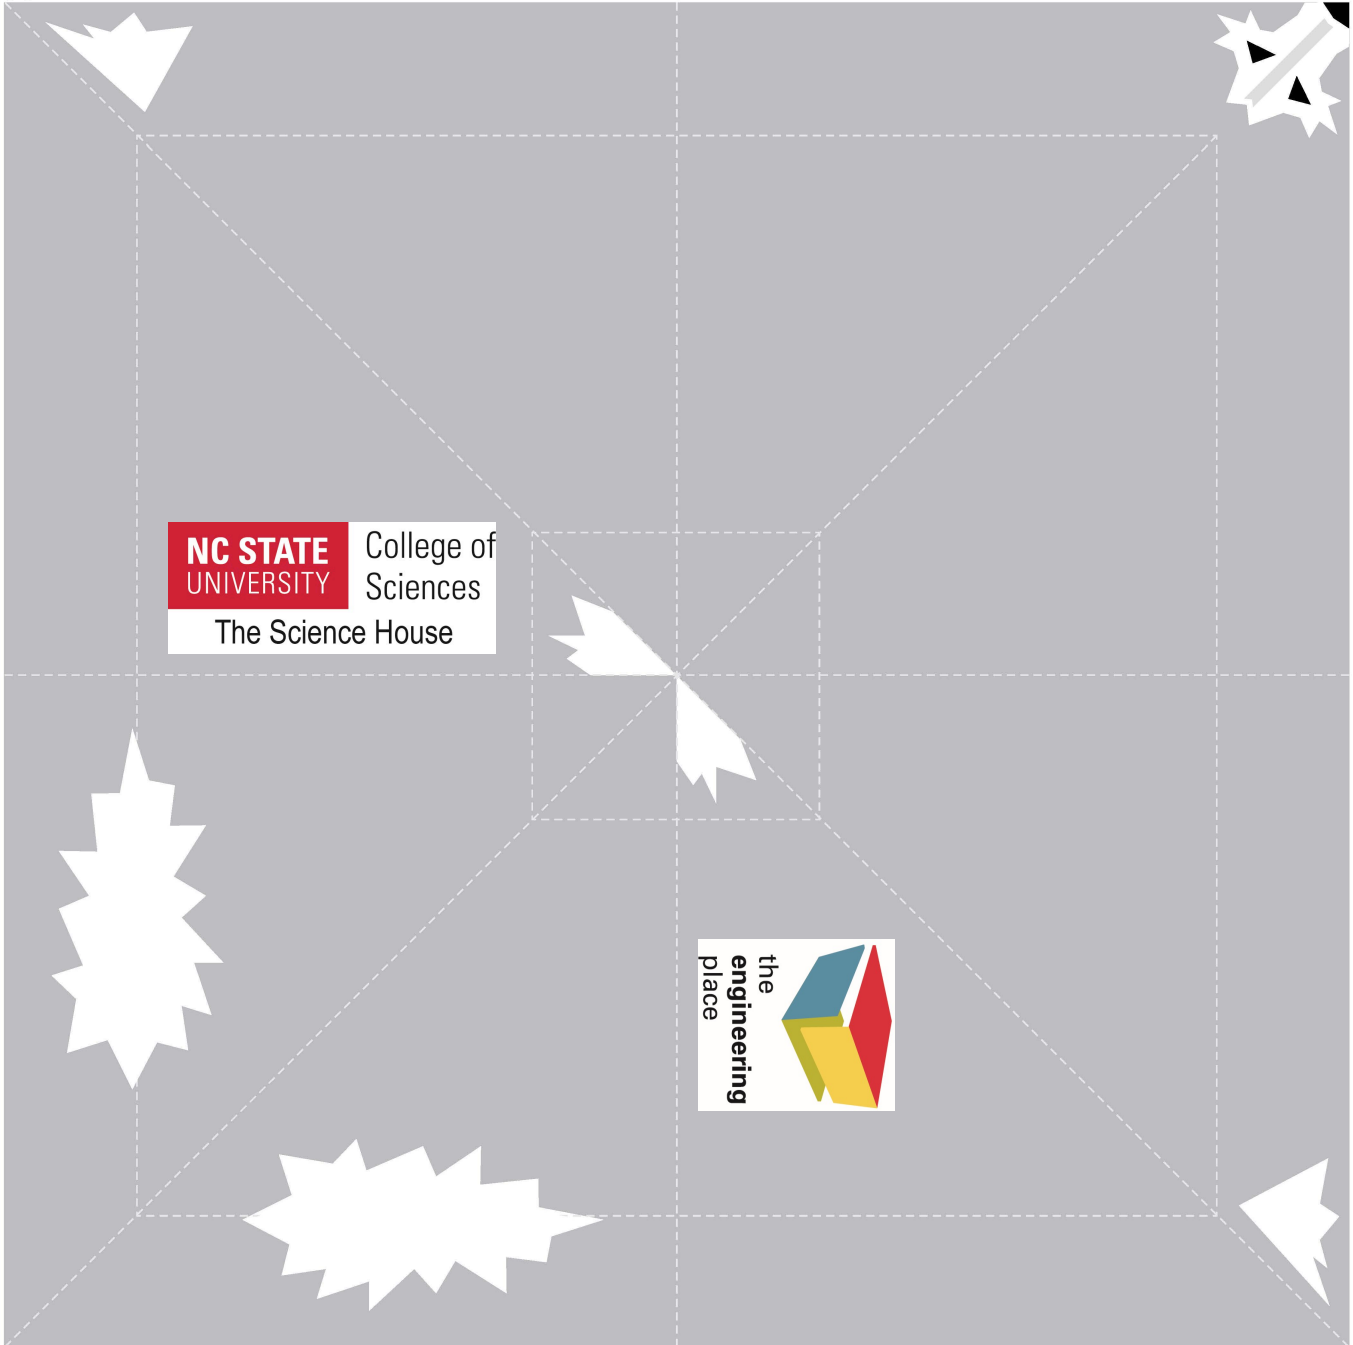 NC STATE
UNIVERSITY
College of
Sciences
The Science House
the
engineering
place